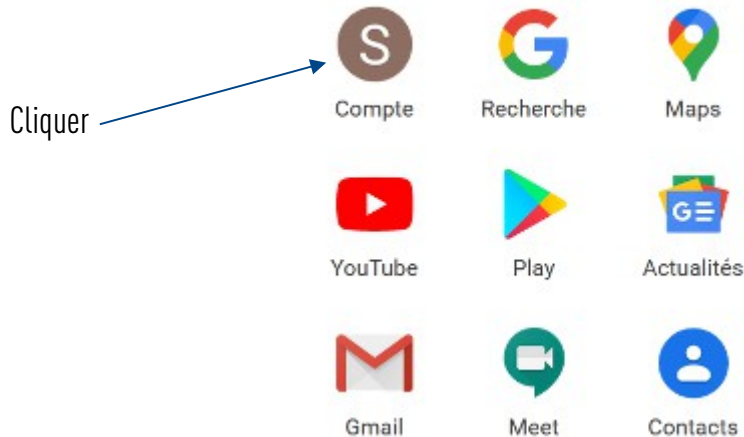 S
Compte Recherche Maps
Cliquer
YouTube Play Actualités
Gmail Meet Contacts